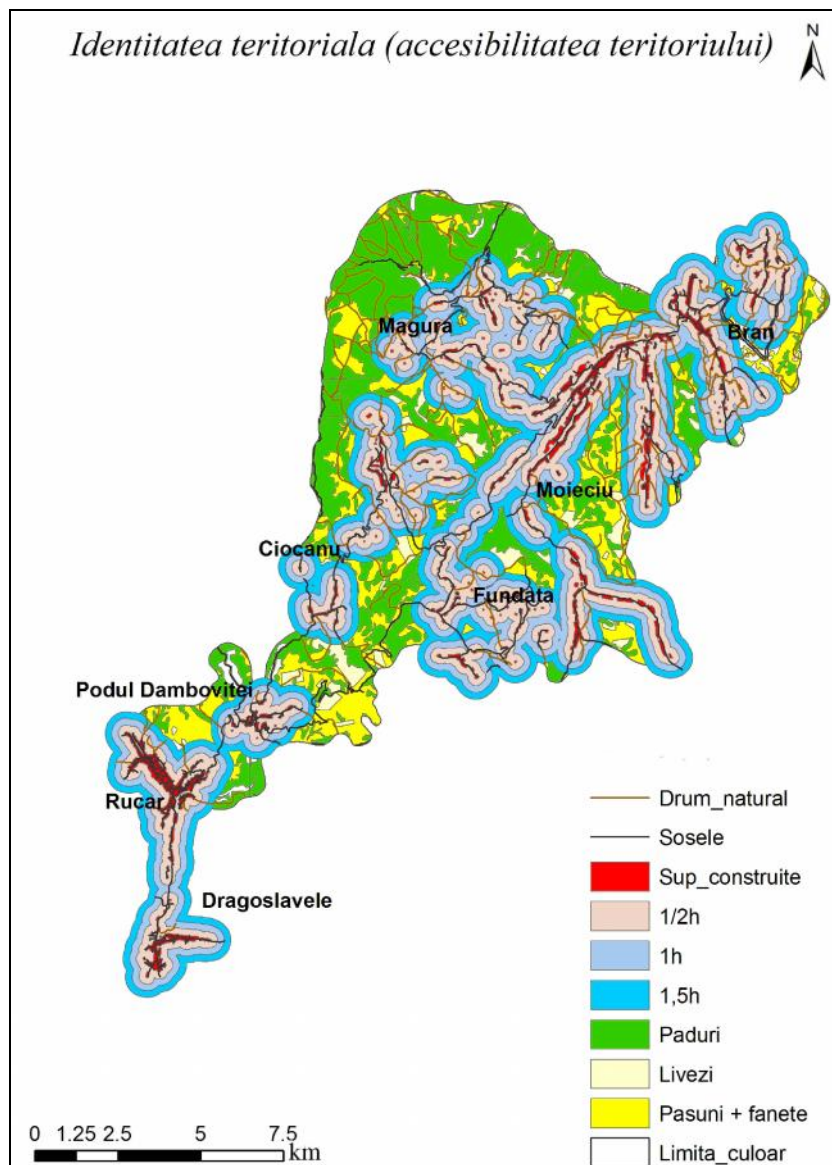 Identitatea teritoriala (accesibilitatea teritoriului)
N
Magura
Bran
Moieciu
Ciocanu
Fundata
Podul Dambovitei
Rucar
Dragoslavele
Drum_natural
Sosele
Sup_construite
1/2h
1h
1,5h
Paduri
Livezi
Pasuni + fanete
Limita_culoar
0 1.25 2.5 5 7.5
km